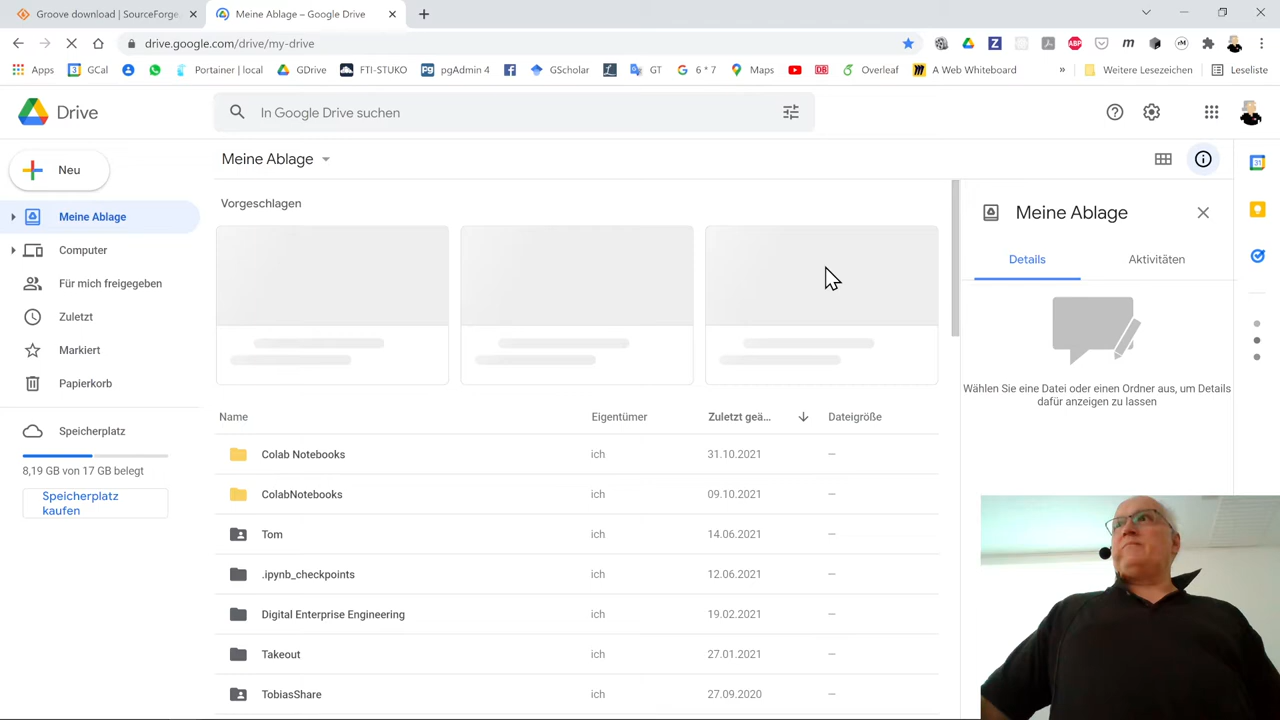 Groove download | SourceForge
Meine Ablage – Google Drive
drive.google.com/drive/my-drive
Apps
GCal
Portainer | local
GDrive
FTI-STUKO
pgAdmin 4
GScholar
GT
6 * 7
Maps
Overleaf
A Web Whiteboard
»
Weitere Lesezeichen
Leseliste
Drive
In Google Drive suchen
Neu
Meine Ablage
Meine Ablage
Computer
Für mich freigegeben
Zuletzt
Markiert
Papierkorb
Speicherplatz
8,19 GB von 17 GB belegt
Speicherplatz
kaufen
Vorgeschlagen
Name Eigentümer Zuletzt geä... Dateigröße
Colab Notebooks ich 31.10.2021 —
ColabNotebooks ich 09.10.2021 —
Tom ich 14.06.2021 —
.ipynb_checkpoints ich 12.06.2021 —
Digital Enterprise Engineering ich 19.02.2021 —
Takeout ich 27.01.2021 —
TobiasShare ich 27.09.2020 —
Meine Ablage
Details
Aktivitäten
Wählen Sie eine Datei oder einen Ordner aus, um Details
dafür anzeigen zu lassen